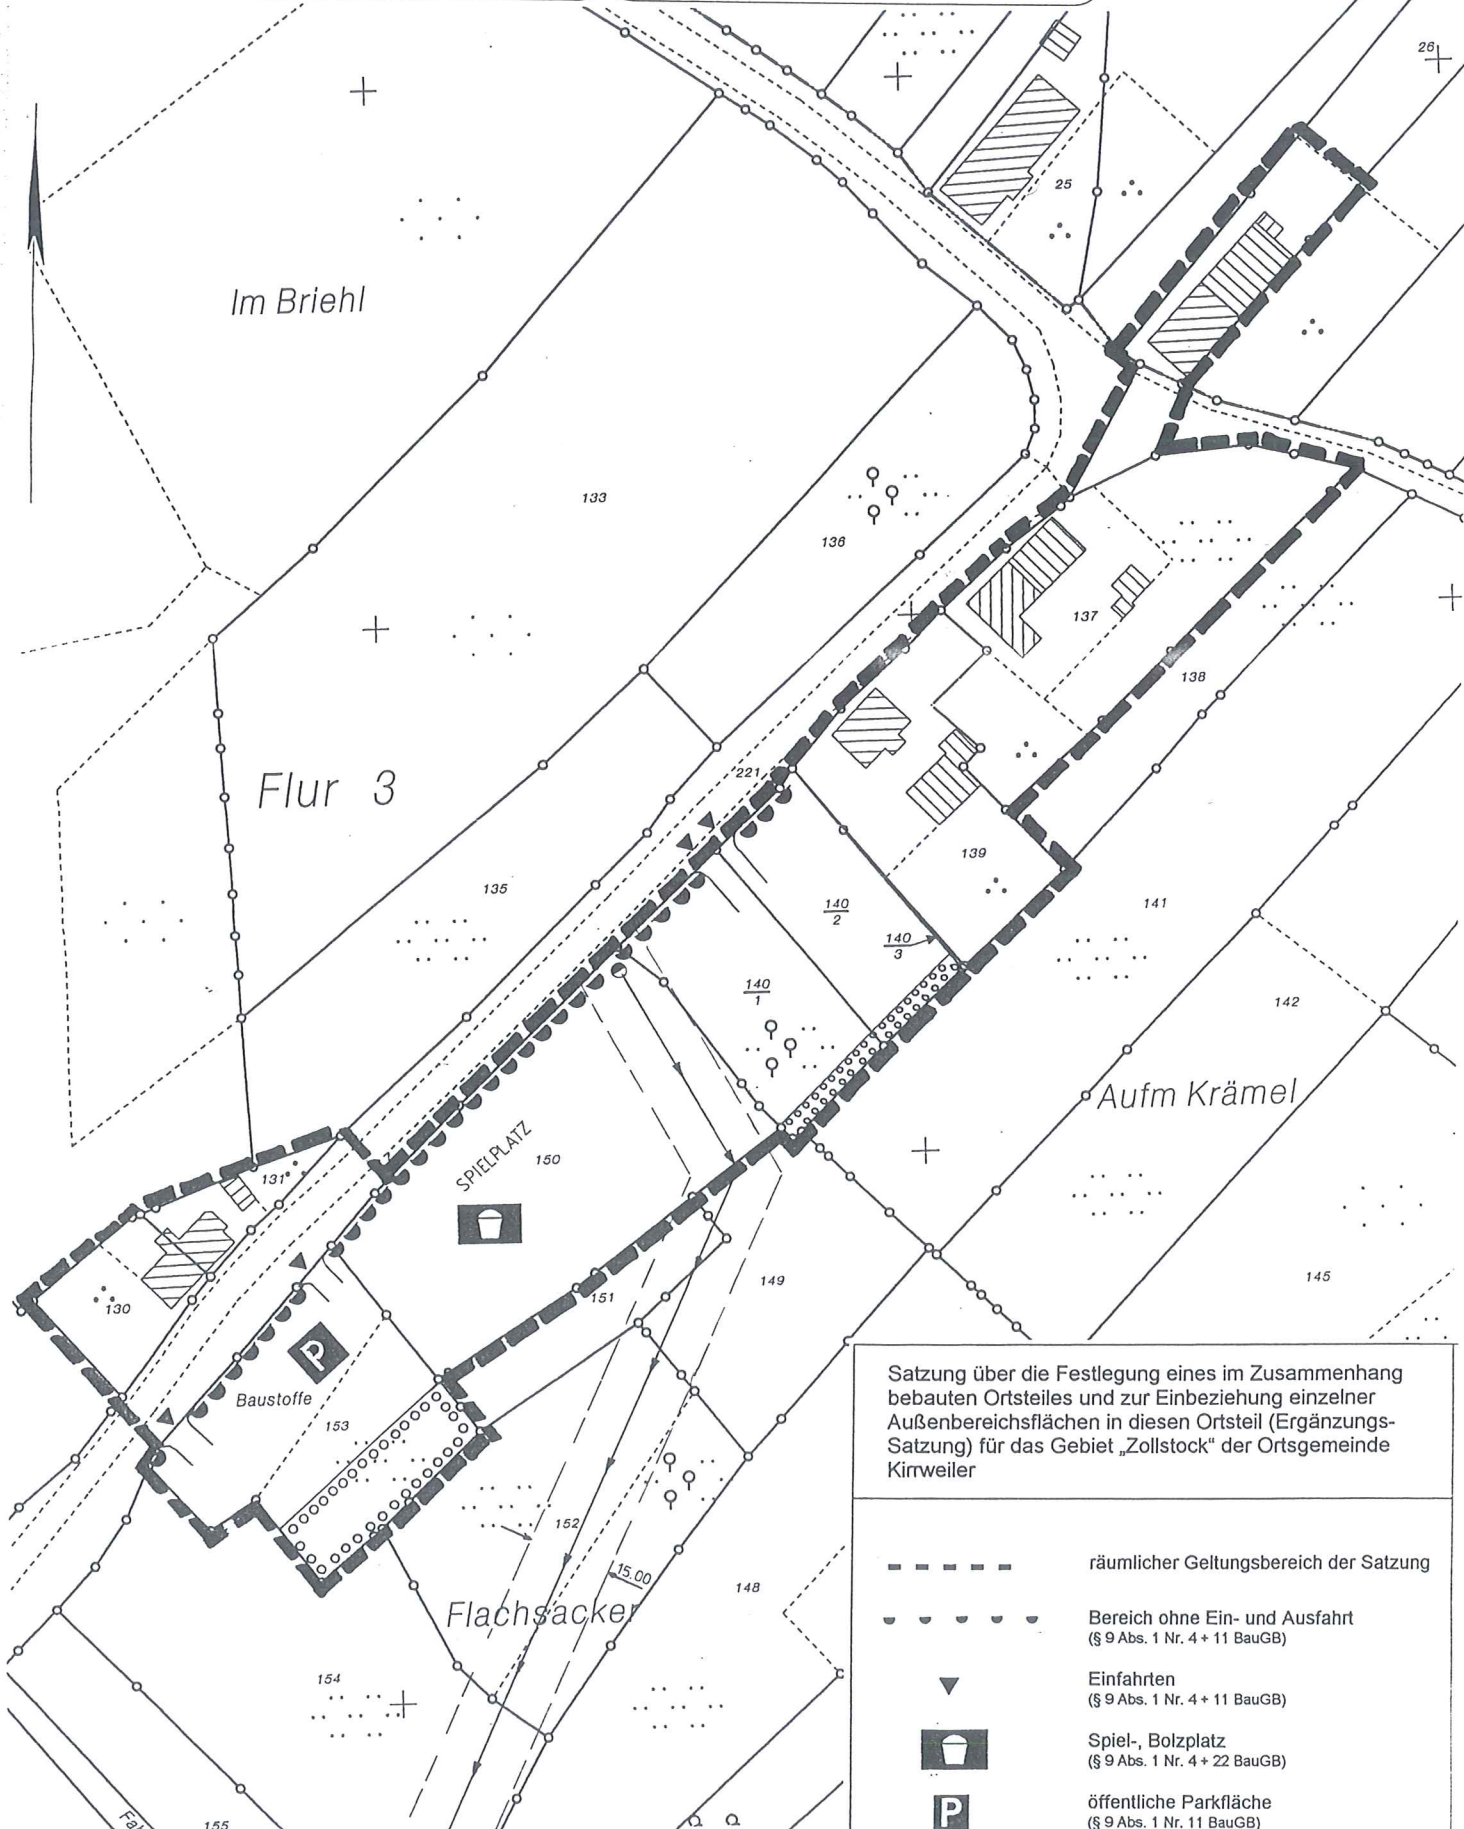 26
25
Im Briehl
133
136
137
138
Flur 3
221
139
135
140
2
140
3
141
140
1
142
Aufm Krämel
SPIELPLATZ
150
131
149
145
151
130
P
Baustoffe
153
152
15.00
148
Flachsäcker
154
155
Satzung über die Festlegung eines im Zusammenhang
bebauten Ortsteiles und zur Einbeziehung einzelner
Außenbereichsflächen in diesen Ortsteil (Ergänzungs-
Satzung) für das Gebiet „Zollstock“ der Ortsgemeinde
Kirrweiler
räumlicher Geltungsbereich der Satzung
Bereich ohne Ein- und Ausfahrt
(§ 9 Abs. 1 Nr. 4 + 11 BauGB)
Einfahrten
(§ 9 Abs. 1 Nr. 4 + 11 BauGB)
Spiel-, Bolzplatz
(§ 9 Abs. 1 Nr. 4 + 22 BauGB)
P
öffentliche Parkfläche
(§ 9 Abs. 1 Nr. 11 BauGB)